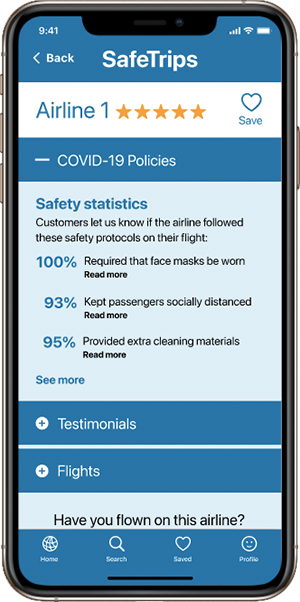 9:41
Back
SafeTrips
Airline 1
Save
COVID-19 Policies
Safety statistics
Customers let us know if the airline followed
these safety protocols on their flight:
100% Required that face masks be worn
Read more
93% Kept passengers socially distanced
Read more
95% Provided extra cleaning materials
Read more
See more
Testimonials
Flights
Have you flown on this airline?
Home Search Saved Profile